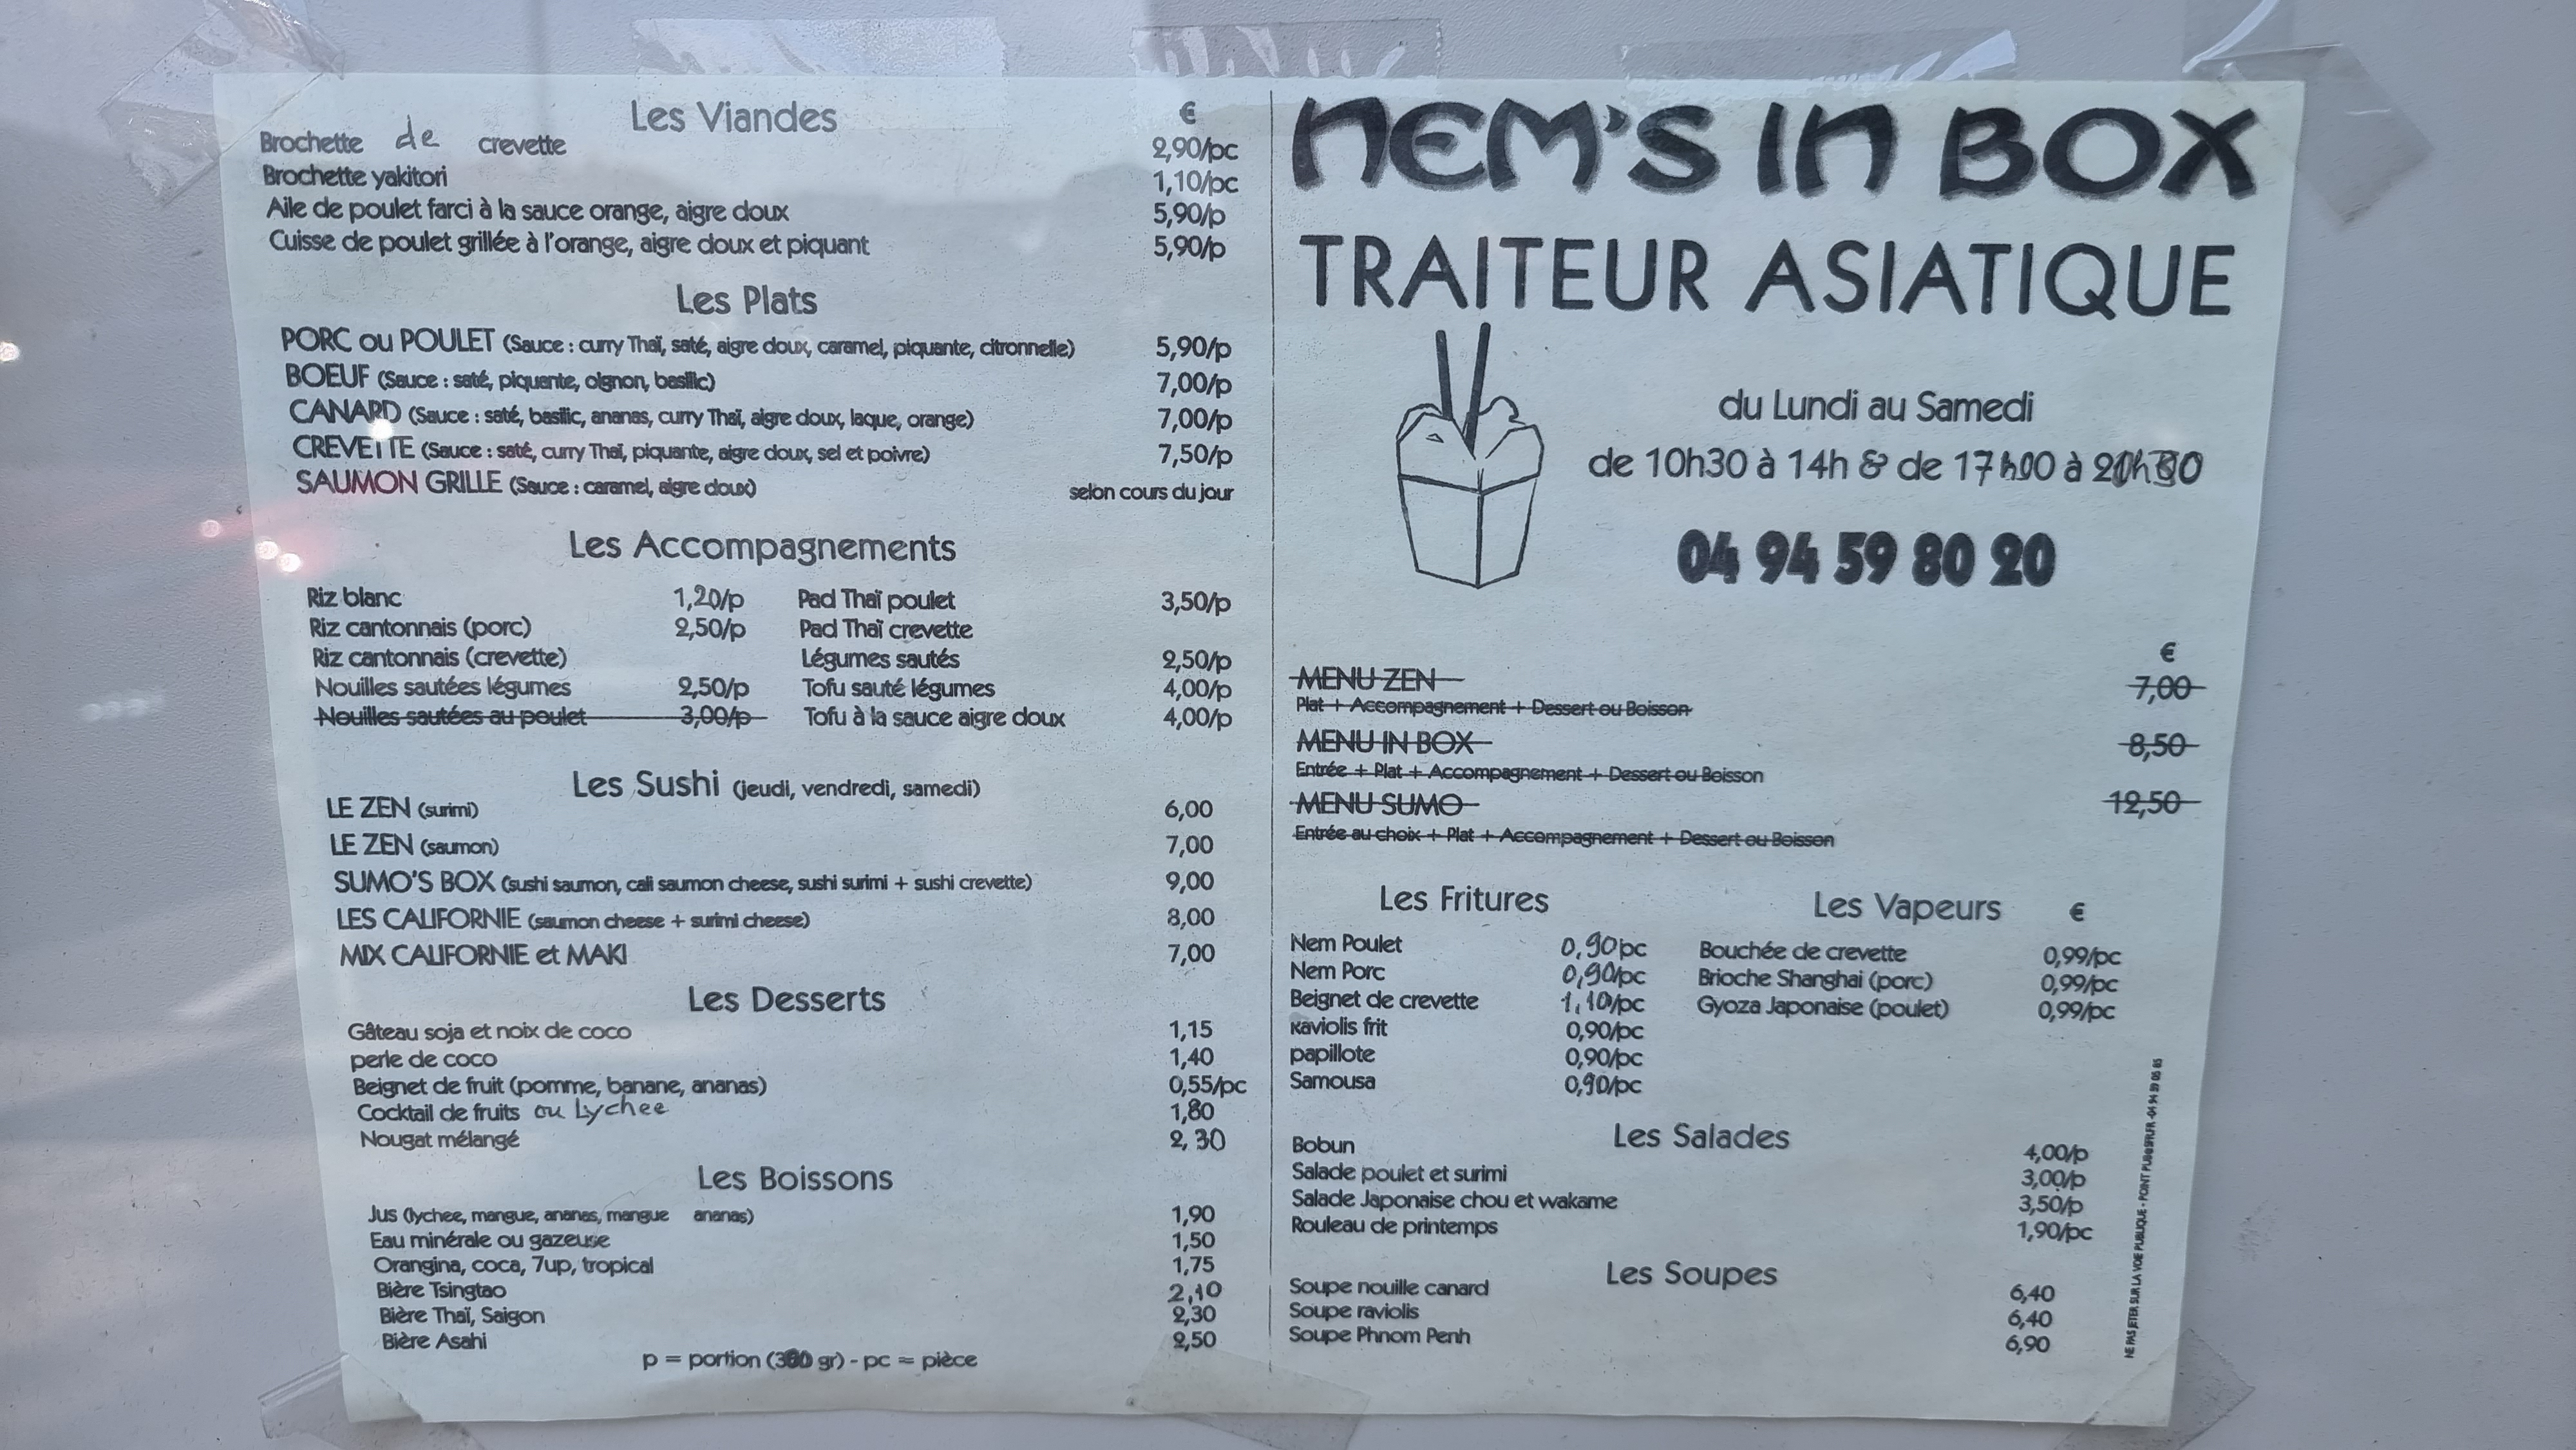 Les Viandes €
Brochette de crevette 2,90/pc
Brochette yakitori 1,10/pc
Aile de poulet farci à la sauce orange, aigre doux 5,90/p
Cuisse de poulet grillée à l'orange, aigre doux et piquant 5,90/p
Les Plats
PORC ou POULET (Sauce : curry Thaï, saté, aigre doux, caramel, piquante, citronnelle) 5,90/p
BOEUF (Sauce : saté, piquante, oignon, basilic) 7,00/p
CANARD (Sauce : saté, basilic, ananas, curry Thaï, aigre doux, laque, orange) 7,00/p
CREVETTE (Sauce : saté, curry Thaï, piquante, aigre doux, sel et poivre) 7,50/p
SAUMON GRILLE (Sauce : caramel, aigre doux) selon cours du jour
Les Accompagnements
Riz blanc 1,20/p Pad Thaï poulet 3,50/p
Riz cantonnais (porc) 2,50/p Pad Thaï crevette
Riz cantonnais (crevette) Légumes sautés 2,50/p
Nouilles sautées légumes 2,50/p Tofu sauté légumes 4,00/p
Nouilles sautées au poulet 3,00/p Tofu à la sauce aigre doux 4,00/p
Les Sushi (jeudi, vendredi, samedi)
LE ZEN (surimi) 6,00
LE ZEN (saumon) 7,00
SUMO'S BOX (sushi saumon, cali saumon cheese, sushi surimi + sushi crevette) 9,00
LES CALIFORNIE (saumon cheese + surimi cheese) 8,00
MIX CALIFORNIE et MAKI 7,00
Les Desserts
Gâteau soja et noix de coco 1,15
perle de coco 1,40
Beignet de fruit (pomme, banane, ananas) 0,55/pc
Cocktail de fruits ou Lychee 1,80
Nougat mélangé 2,30
Les Boissons
Jus (lychee, mangue, ananas, mangue ananas) 1,90
Eau minérale ou gazeuse 1,50
Orangina, coca, 7up, tropical 1,75
Bière Tsingtao 2,10
Bière Thaï, Saigon 2,30
Bière Asahi 2,50
p = portion (300 gr) - pc = pièce
NEM'S IN BOX
TRAITEUR ASIATIQUE
du Lundi au Samedi
de 10h30 à 14h & de 17h00 à
04 94 59 80 20
€
MENU ZEN 7,00
Plat + Accompagnement + Dessert ou Boisson
MENU IN BOX 8,50
Entrée + Plat + Accompagnement + Dessert ou Boisson
MENU SUMO 12,50
Entrée au choix + Plat + Accompagnement + Dessert ou Boisson
Les Fritures
Nem Poulet 0,90pc
Nem Porc 0,90/pc
Beignet de crevette 1,10/pc
Raviolis frit 0,90/pc
papillote 0,90/pc
Samousa 0,90/pc
Les Vapeurs €
Bouchée de crevette 0,99/pc
Brioche Shanghai (porc) 0,99/pc
Gyoza Japonaise (poulet) 0,99/pc
Les Salades
Bobun 4,00/p
Salade poulet et surimi 3,00/p
Salade Japonaise chou et wakame 3,50/p
Rouleau de printemps 1,90/pc
Les Soupes
Soupe nouille canard 6,40
Soupe raviolis 6,40
Soupe Phnom Penh 6,90
NE PAS JETER SUR LA VOIE PUBLIQUE - POINT